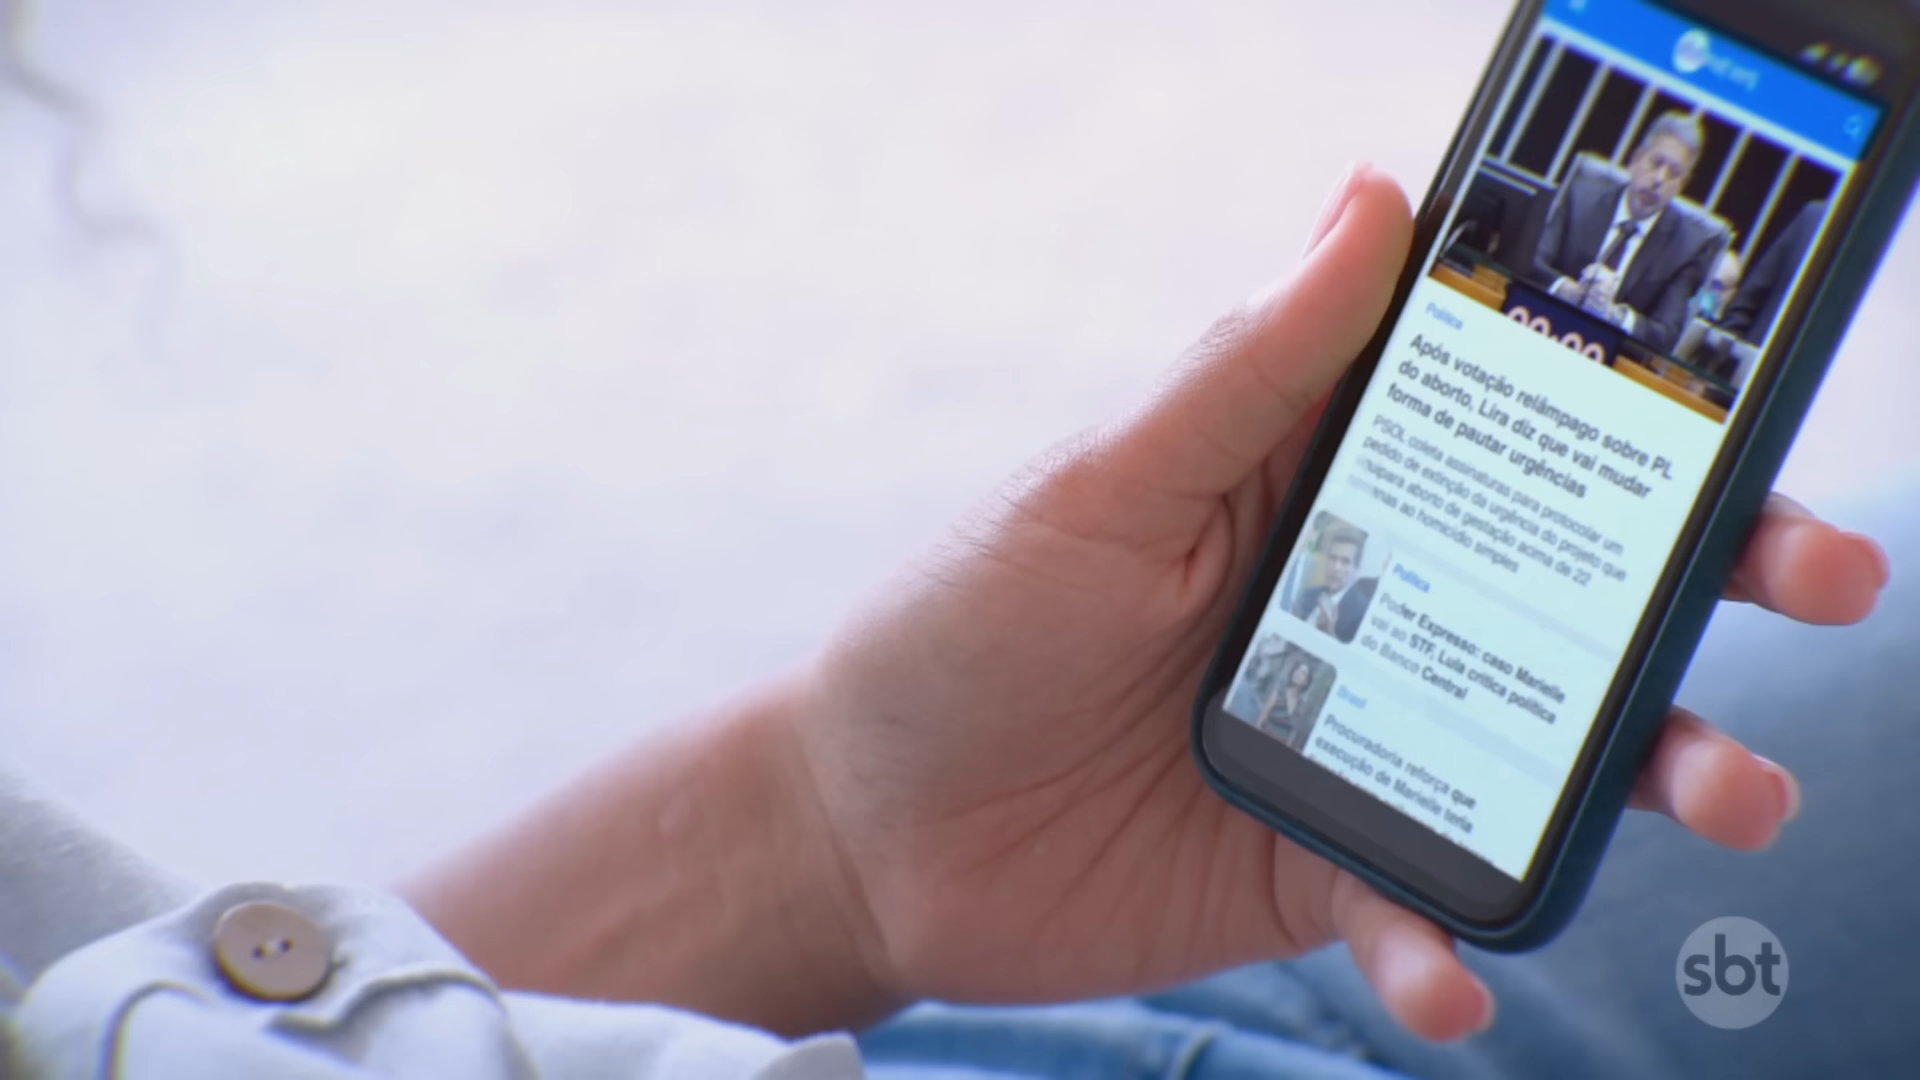 news
00:00
Política
Após votação relâmpago sobre PL
do aborto, Lira diz que vai mudar
forma de pautar urgências
PSOL coleta assinaturas para protocolar um
pedido de extinção da urgência do projeto que
equipara aborto de gestação acima de 22
ao homicídio simples
Política
Poder Expresso: caso Marielle
vai ao STF, Lula critica política
do Banco Central
Brasil
Procuradoria reforça que
execução de Marielle teria
sbt